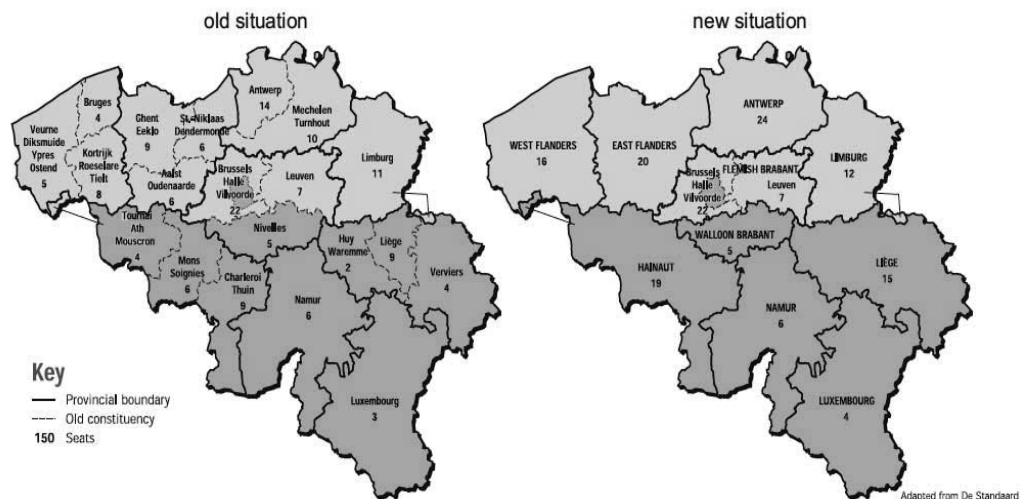 old situation
Bruges
4
Veurne
Diksmuide
Ypres
Ostend
5
Kortrijk
Roeselare
Tielt
8
Ghent
Eeklo
9
St.-Niklaas
Dendermonde
6
Aalst
Oudenaarde
6
Antwerp
14
Mechelen
Turnhout
10
Limburg
11
Brussels
Halle
Vilvoorde
22
Leuven
7
Tournai
Ath
Mouscron
4
Mons
Soignies
6
Charleroi
Thuin
9
Nivelles
5
Namur
6
Huy
Waremme
2
Liège
9
Verviers
4
Luxembourg
3
Key
Provincial boundary
Old constituency
150 Seats
new situation
WEST FLANDERS
16
EAST FLANDERS
20
ANTWERP
24
LIMBURG
12
FLEMISH BRABANT
Brussels
Halle
Vilvoorde
22
Leuven
7
WALLOON BRABANT
5
HAINAUT
19
NAMUR
6
LIÈGE
15
LUXEMBOURG
4
Adapted from De Standaard